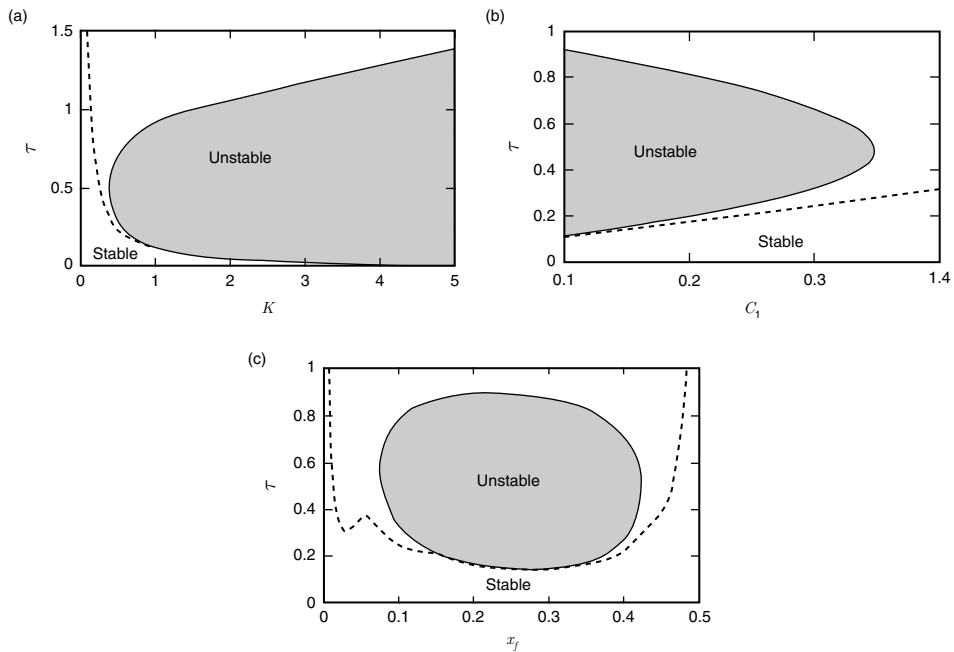 (a)
1.5
1
0.5
0
τ
Unstable
Stable
0 1 2 3 4 5
K
(b)
1
0.8
0.6
0.4
0.2
0
τ
Unstable
Stable
0.1 0.2 0.3 1.4
C1
(c)
1
0.8
0.6
0.4
0.2
0
τ
Unstable
Stable
0 0.1 0.2 0.3 0.4 0.5
xf